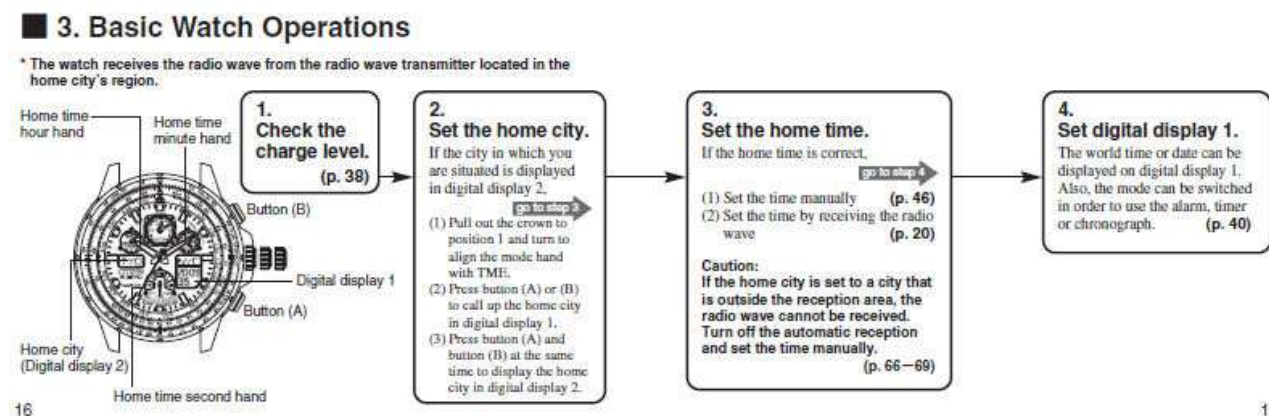 ■ 3. Basic Watch Operations
* The watch receives the radio wave from the radio wave transmitter located in the
home city's region.
Home time
hour hand
Home time
minute hand
Button (B)
Digital display 1
Button (A)
Home city
(Digital display 2)
Home time second hand
1.
Check the
charge level.
(p. 38)
2.
Set the home city.
If the city in which you
are situated is displayed
in digital display 2,
go to step 3
(1) Pull out the crown to
position 1 and turn to
align the mode hand
with TME.
(2) Press button (A) or (B)
to call up the home city
in digital display 1.
(3) Press button (A) and
button (B) at the same
time to display the home
city in digital display 2.
3.
Set the home time.
If the home time is correct,
go to step 4
(1) Set the time manually (p. 46)
(2) Set the time by receiving the radio
wave (p. 20)
Caution:
If the home city is set to a city that
is outside the reception area, the
radio wave cannot be received.
Turn off the automatic reception
and set the time manually.
(p. 66–69)
4.
Set digital display 1.
The world time or date can be
displayed on digital display 1.
Also, the mode can be switched
in order to use the alarm, timer
or chronograph. (p. 40)
16
1